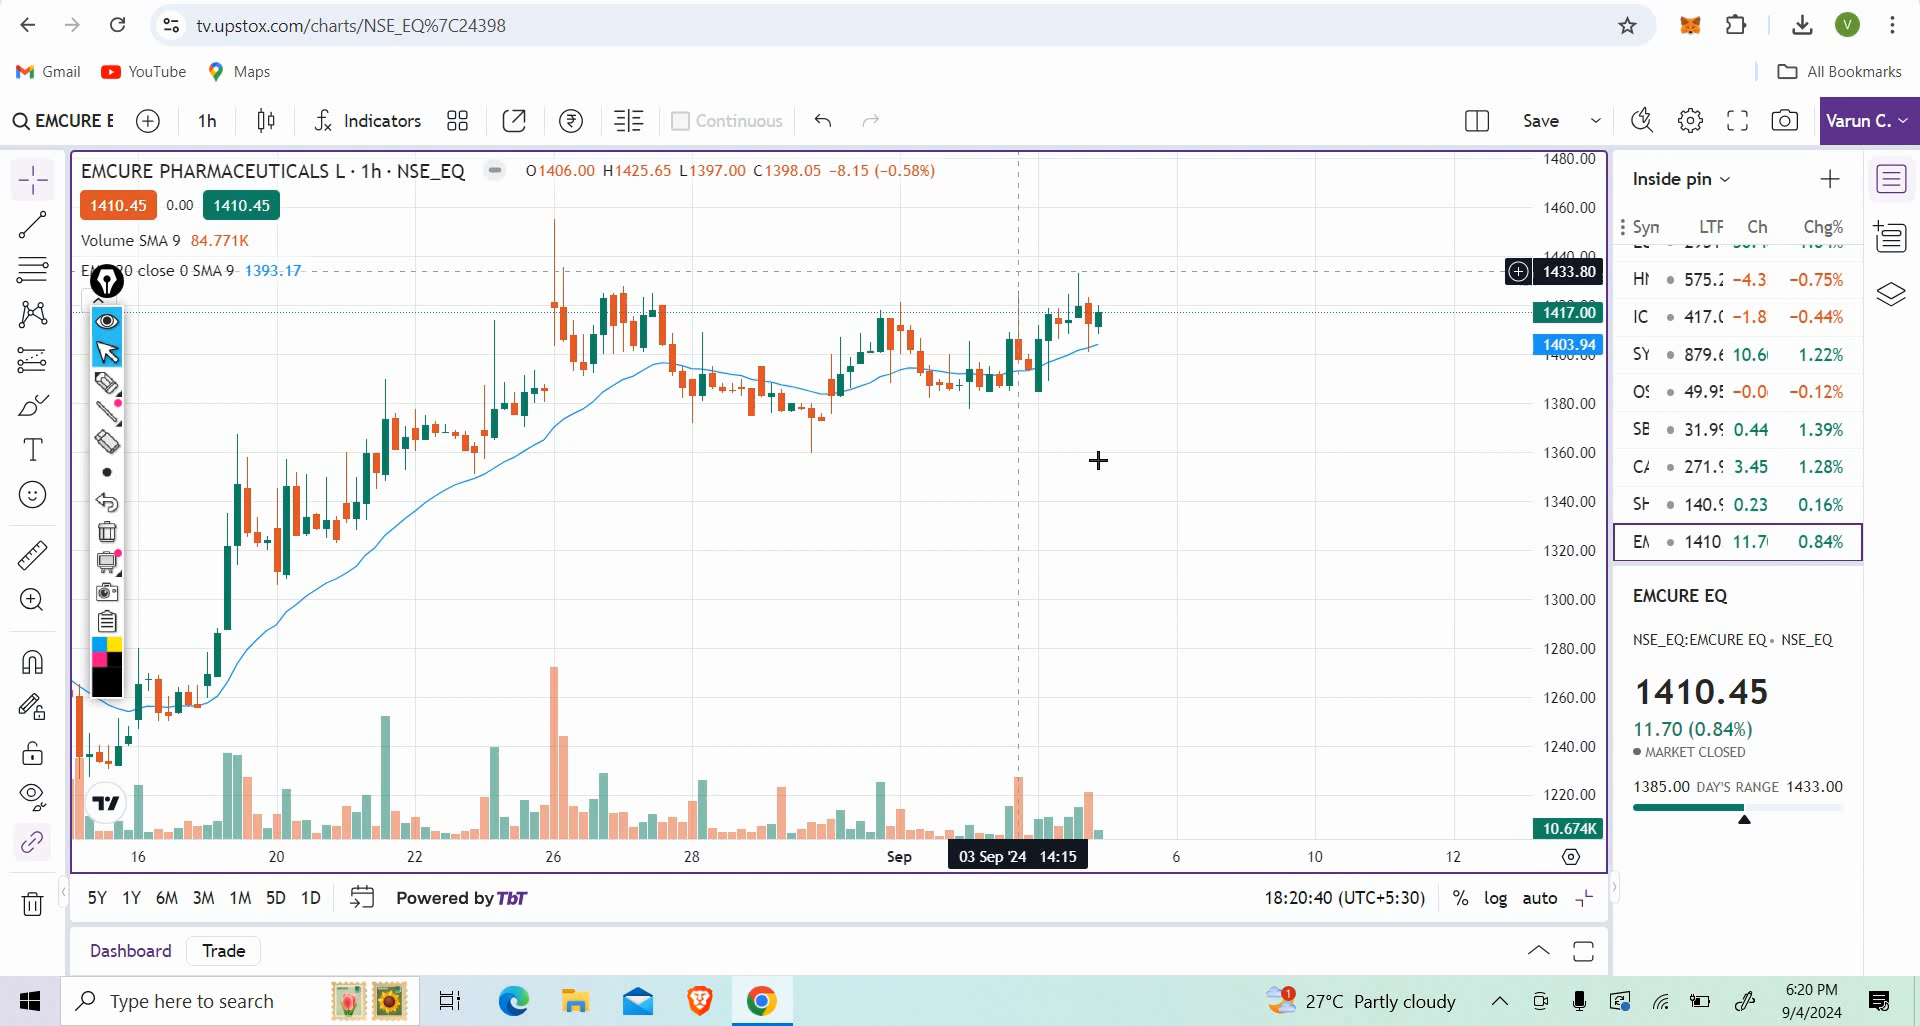 tv.upstox.com/charts/NSE_EQ%7C24398
V
Gmail YouTube Maps All Bookmarks
EMCURE E 1h Indicators Continuous Save Varun C.
EMCURE PHARMACEUTICALS L · 1h · NSE_EQ O1406.00 H1425.65 L1397.00 C1398.05 −8.15 (−0.58%)
1410.45 0.00 1410.45
Volume SMA 9 84.771K
20 close 0 SMA 9 1393.17
1480.00
1460.00
1433.80
1417.00
1403.94
1380.00
1360.00
1340.00
1320.00
1300.00
1280.00
1260.00
1240.00
1220.00
10.674K
16 20 22 26 28 Sep 03 Sep '24 14:15 6 10 12
5Y 1Y 6M 3M 1M 5D 1D Powered by TbT 18:20:40 (UTC+5:30) % log auto
Dashboard Trade
Inside pin
LTP Ch Chg%
575.2 −4.3 −0.75%
IC 417.0 −1.8 −0.44%
SY 879.6 10.6 1.22%
OS 49.95 −0.0 −0.12%
31.99 0.44 1.39%
271.9 3.45 1.28%
140.9 0.23 0.16%
1410 11.7 0.84%
EMCURE EQ
NSE_EQ:EMCURE EQ • NSE_EQ
1410.45
11.70 (0.84%)
MARKET CLOSED
1385.00 DAY'S RANGE 1433.00
Type here to search
1 27°C Partly cloudy
6:20 PM
9/4/2024